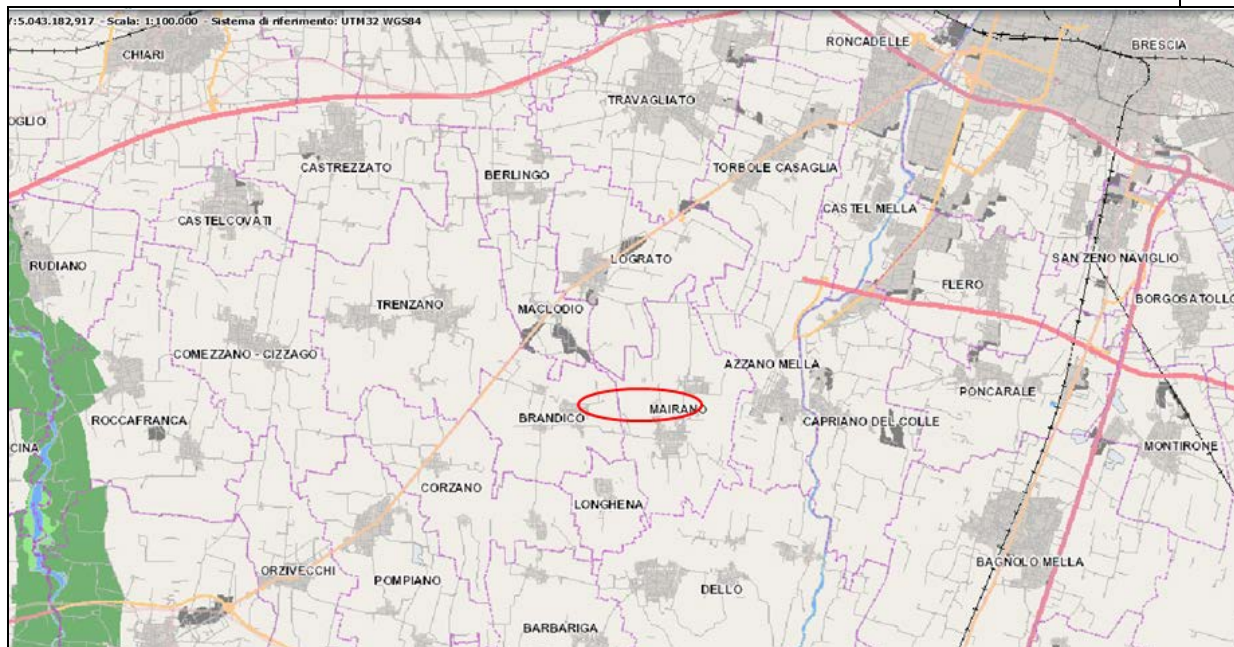 Y:5.043.182,917 - Scala: 1:100.000 - Sistema di riferimento: UTM32 WGS84
CHIARI
RONCADELLE
BRESCIA
TRAVAGLIATO
OGLIO
CASTREZZATO
BERLINGO
TORBOLE CASAGLIA
CASTELCOVATI
CASTEL MELLA
RUDIANO
LOGRATO
SAN ZENO NAVIGLIO
FLERO
BORGOSATOLLO
TRENZANO
MACLODIO
COMEZZANO - CIZZAGO
AZZANO MELLA
PONCARALE
ROCCAFRANCA
BRANDICO
MAIRANO
CAPRIANO DEL COLLE
CINA
MONTIRONE
CORZANO
LONGHENA
ORZIVECCHI
POMPIANO
DELLO
BAGNOLO MELLA
BARBARIGA